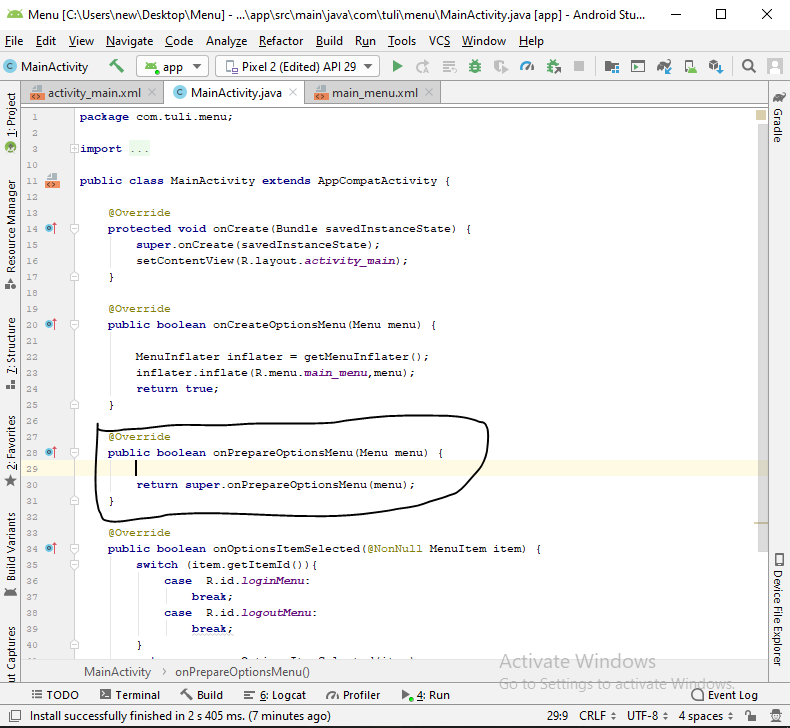 Menu [C:\Users\new\Desktop\Menu] - ...\app\src\main\java\com\tuli\menu\MainActivity.java [app] - Android Stu...
File Edit View Navigate Code Analyze Refactor Build Run Tools VCS Window Help
MainActivity app Pixel 2 (Edited) API 29
activity_main.xml MainActivity.java main_menu.xml
1: Project
Resource Manager
7: Structure
2: Favorites
Build Variants
ut Captures
1 package com.tuli.menu;
2
3 import ...
10
11 public class MainActivity extends AppCompatActivity {
12
13 @Override
14 protected void onCreate(Bundle savedInstanceState) {
15 super.onCreate(savedInstanceState);
16 setContentView(R.layout.activity_main);
17 }
18
19 @Override
20 public boolean onCreateOptionsMenu(Menu menu) {
21
22 MenuInflater inflater = getMenuInflater();
23 inflater.inflate(R.menu.main_menu,menu);
24 return true;
25 }
26
27 @Override
28 public boolean onPrepareOptionsMenu(Menu menu) {
29
30 return super.onPrepareOptionsMenu(menu);
31 }
32
33 @Override
34 public boolean onOptionsItemSelected(@NonNull MenuItem item) {
35 switch (item.getItemId()){
36 case R.id.loginMenu:
37 break;
38 case R.id.logoutMenu:
39 break;
40 }
Gradle
Device File Explorer
MainActivity onPrepareOptionsMenu()
Activate Windows
Go to Settings to activate Windows.
TODO Terminal Build 6: Logcat Profiler 4: Run Event Log
Install successfully finished in 2 s 405 ms. (7 minutes ago) 29:9 CRLF UTF-8 4 spaces